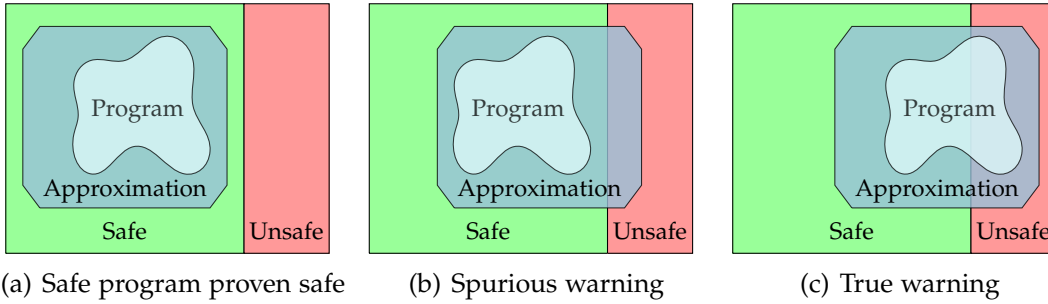 Program
Approximation
Safe Unsafe
(a) Safe program proven safe
Program
Approximation
Safe Unsafe
(b) Spurious warning
Program
Approximation
Safe Unsafe
(c) True warning